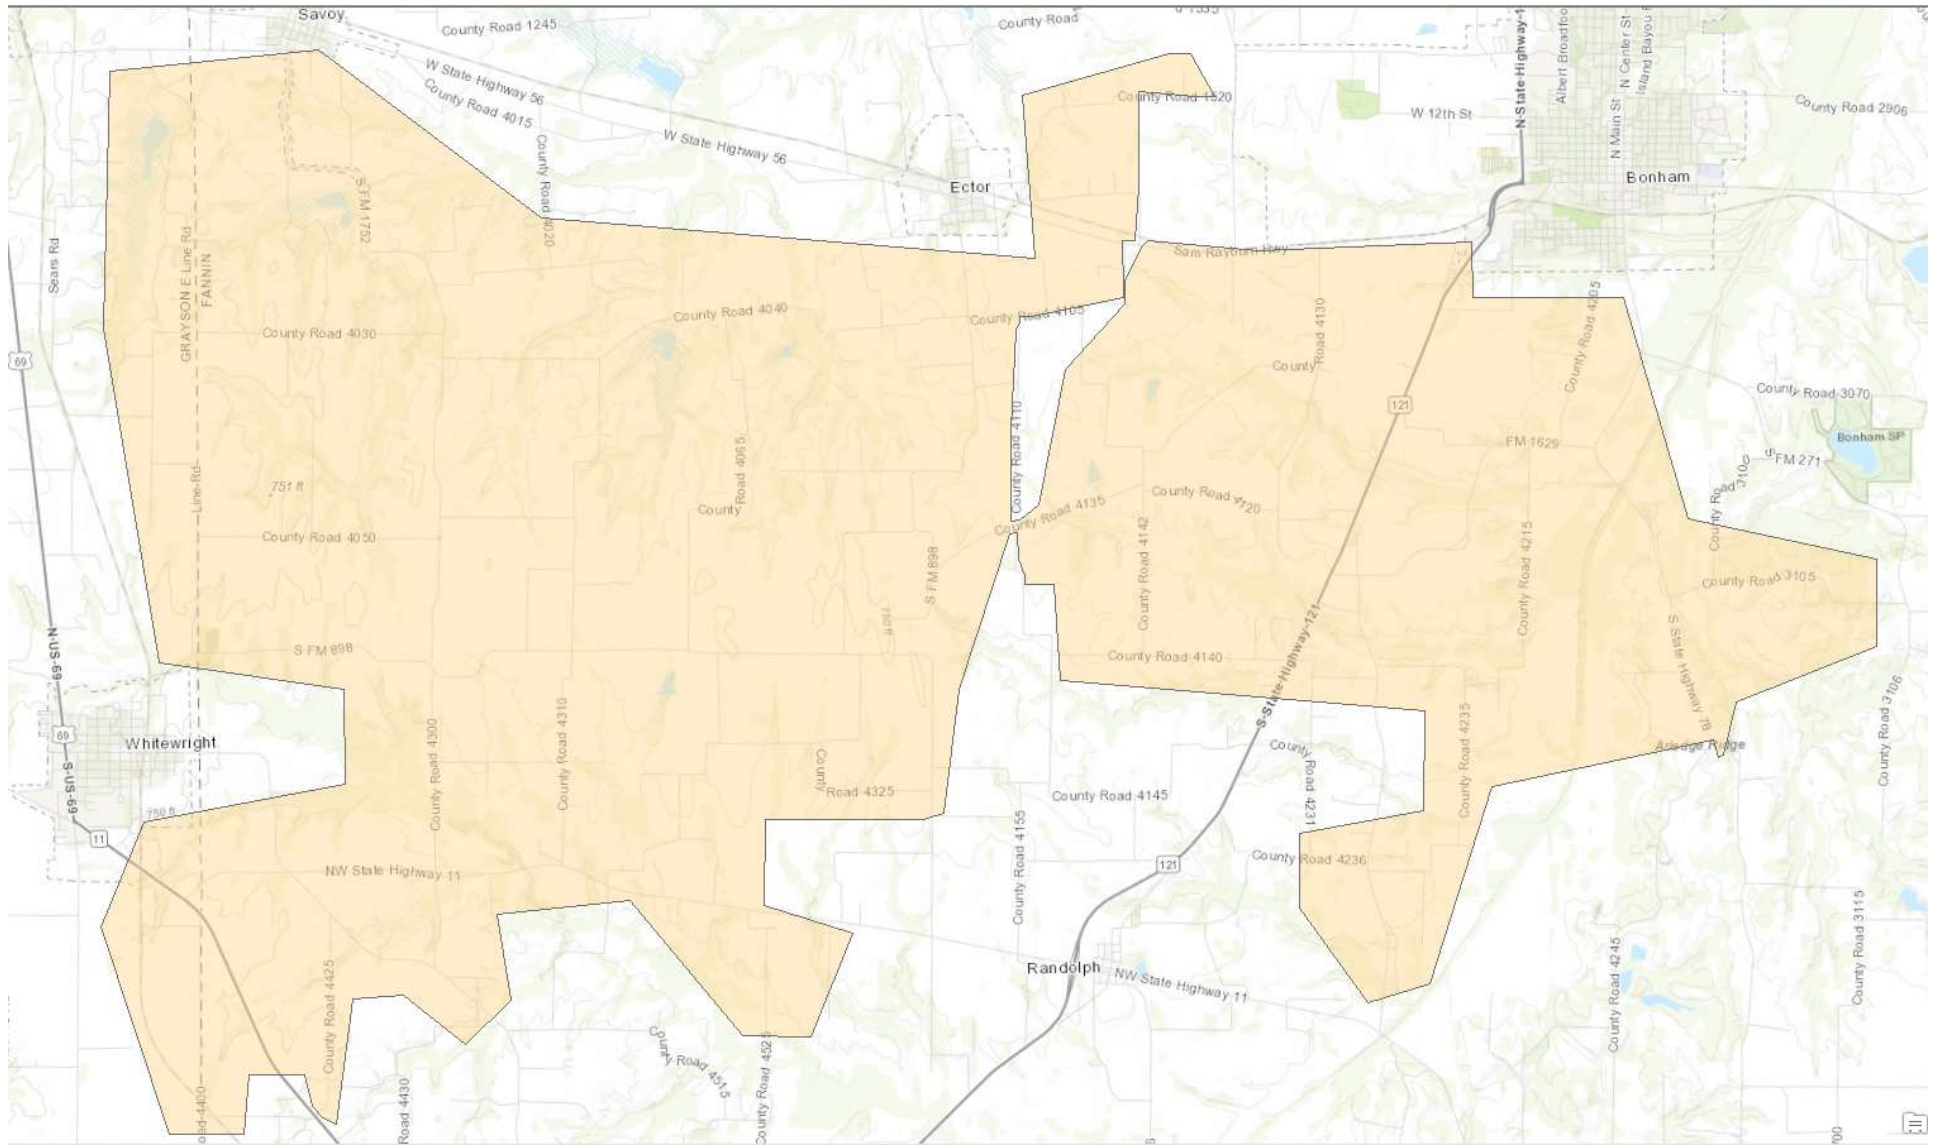 Savoy
County Road 1245
County Road
W State Highway 56
County Road 4015
County Road 4020
W State Highway 56
Ector
County Road 1520
W 12th St
N State Highway 1
Albert Broadfoo
N Center St
N Main St
Island Bayou
County Road 2906
Bonham
S FM 1752
Sears Rd
GRAYSON E Line Rd
FANNIN
Sam Rayburn Hwy
County Road 4030
County Road 4040
County Road 4105
County Road 4130
County
County Road 4205
69
121
County Road 3070
Bonham SP
S FM 271
County Road 3100
FM 1629
County Road 4110
County Road 4065
County
Line Rd
751 ft
County Road 4050
County Road 4135
County Road 4120
County Road 4142
County Road 4215
S FM 898
County Road 3105
S State Highway 78
S FM 898
County Road 4140
S State Highway 121
N US-69
69
Whitewright
S US-69
11
750 ft
County Road 4300
County Road 4310
County
Road 4325
County Road 4145
County Road 4231
County Road 4235
Arledge Ridge
County Road 3106
County Road 4155
121
County Road 4236
NW State Highway 11
County Road 4425
Randolph
NW State Highway 11
County Road 4245
County Road 3115
County Road 4515
County Road 4525
Road 4430
oad 4400
700